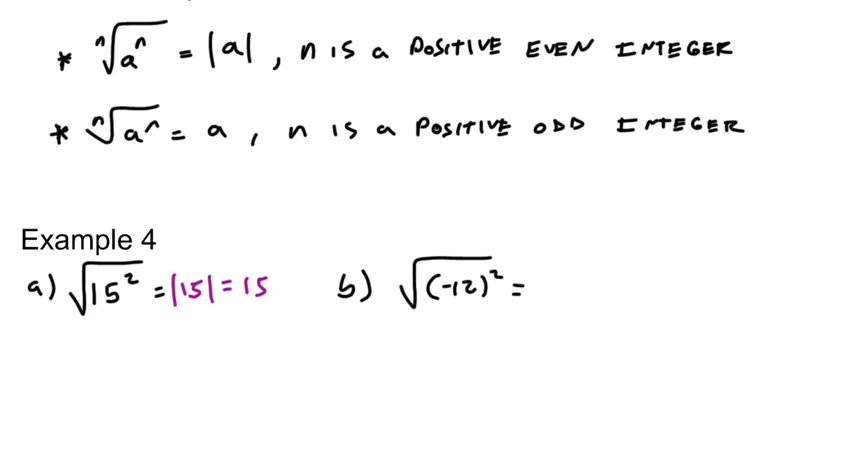 * ⁿ√aⁿ = |a|, n is a POSITIVE EVEN INTEGER
* ⁿ√aⁿ = a, n is a POSITIVE ODD INTEGER
Example 4
a) √15² = |15| = 15 b) √(-12)² =